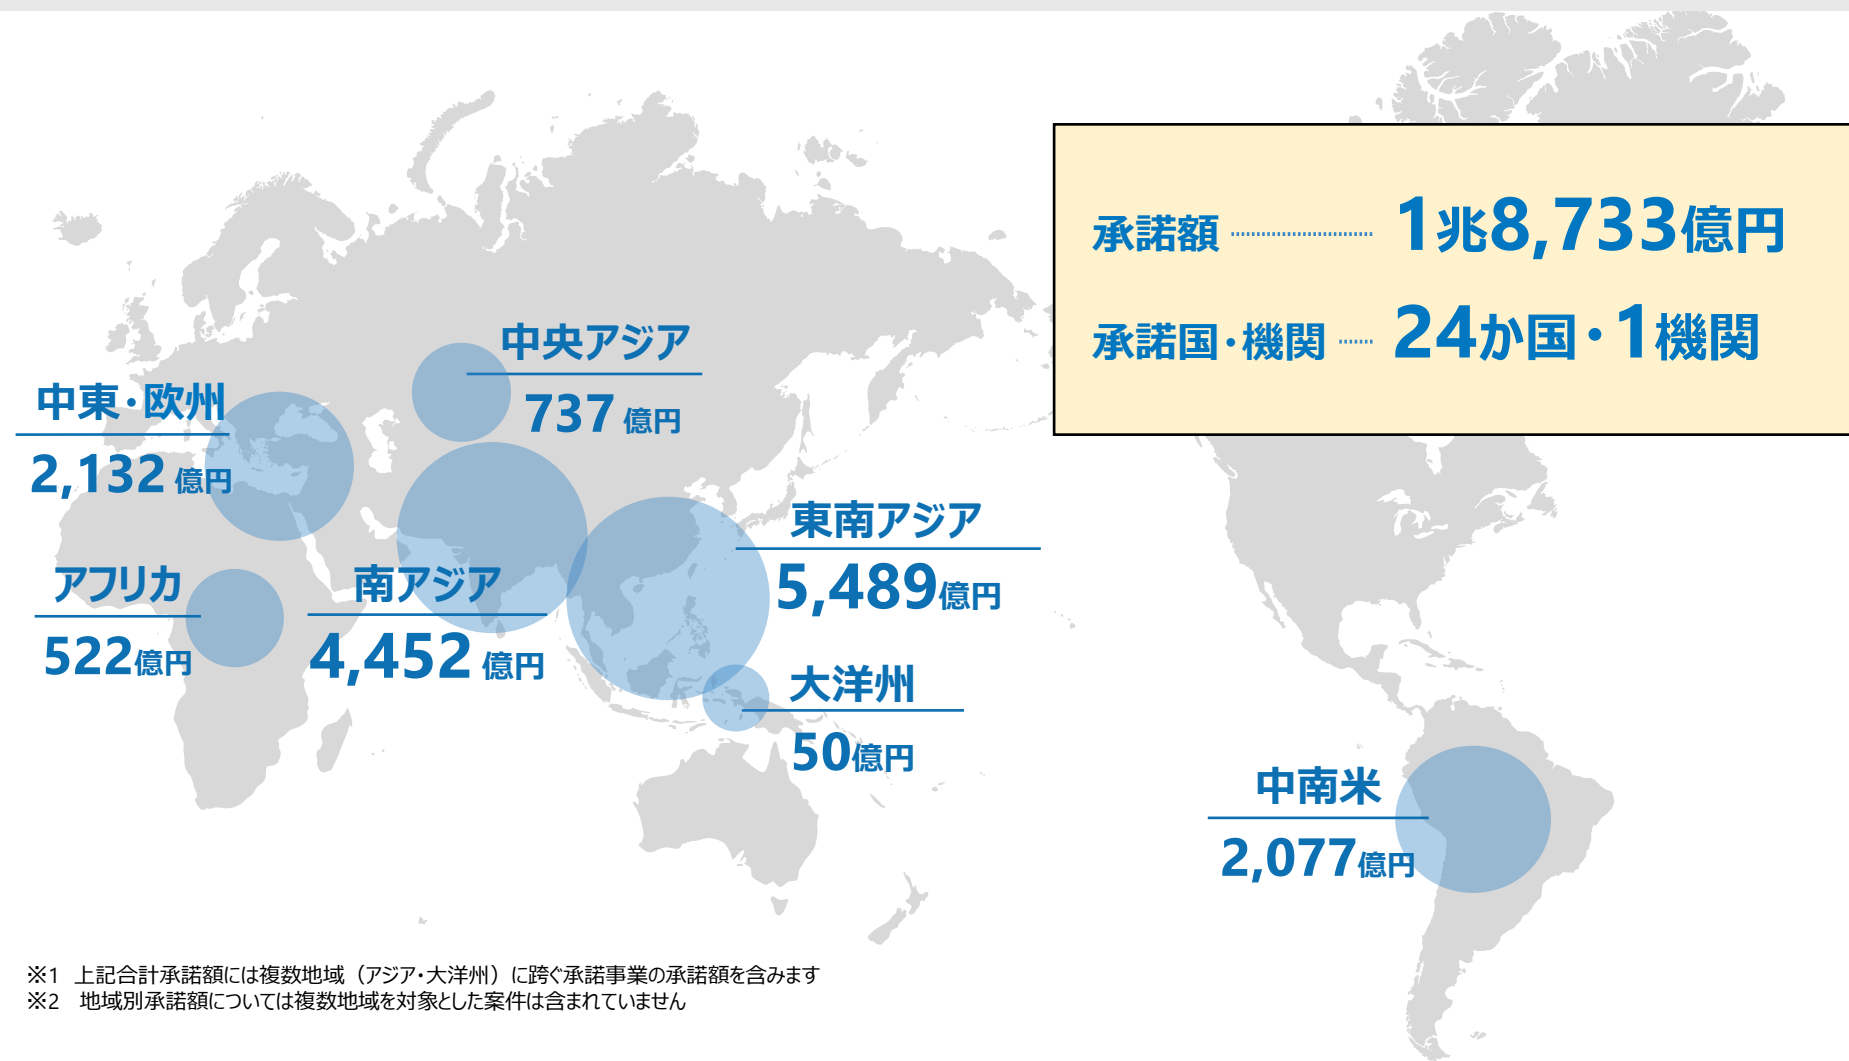 承諾額 1兆8,733億円
承諾国・機関 24か国・1機関
中央アジア
737億円
中東・欧州
2,132億円
東南アジア
5,489億円
アフリカ
522億円
南アジア
4,452億円
大洋州
50億円
中南米
2,077億円
※1 上記合計承諾額には複数地域（アジア・大洋州）に跨ぐ承諾事業の承諾額を含みます
※2 地域別承諾額については複数地域を対象とした案件は含まれていません